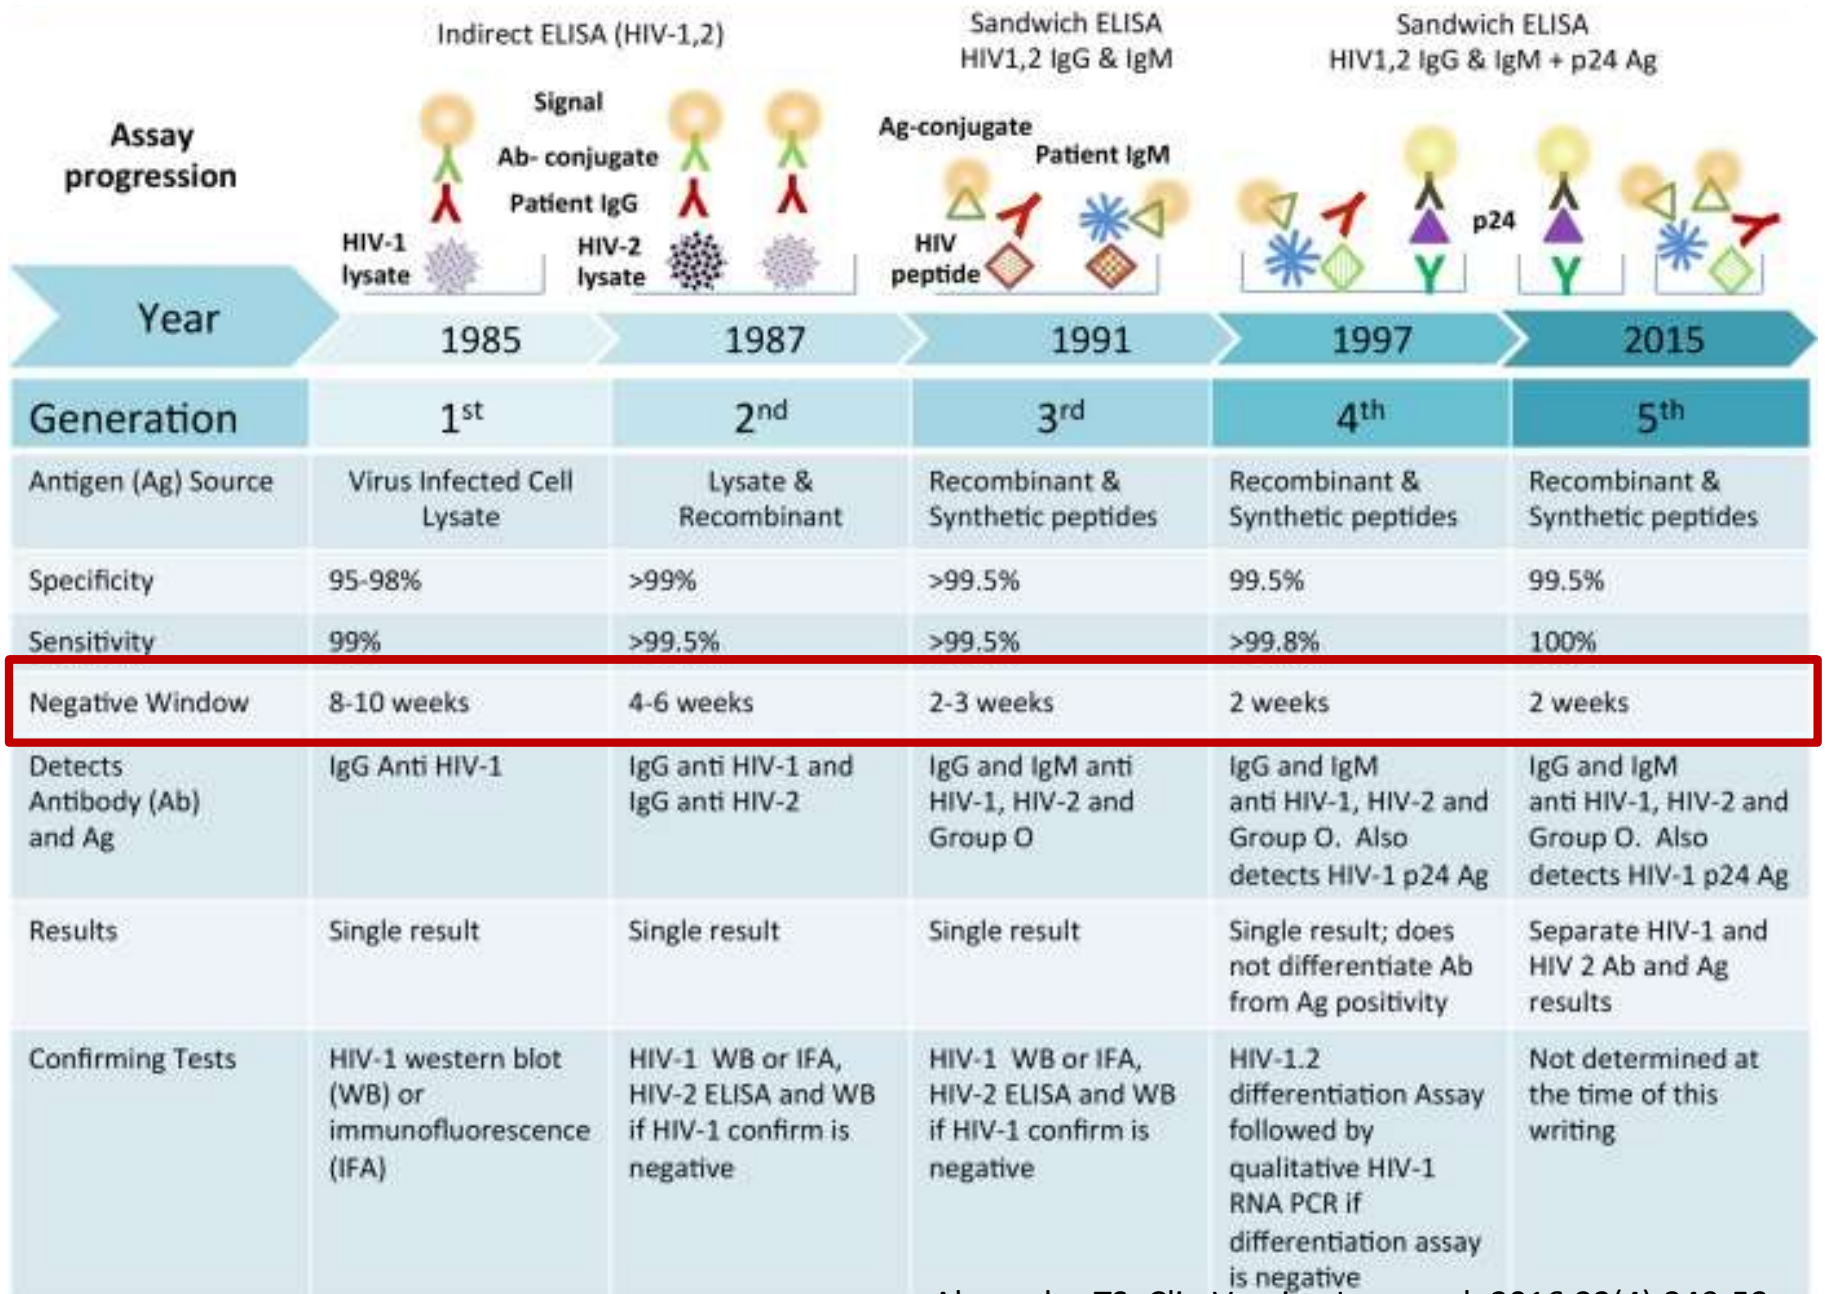 Indirect ELISA (HIV-1,2)
Sandwich ELISA
HIV1,2 IgG & IgM
Sandwich ELISA
HIV1,2 IgG & IgM + p24 Ag
Assay
progression
Signal
Ab- conjugate
Patient IgG
HIV-1
lysate
HIV-2
lysate
Ag-conjugate
Patient IgM
HIV
peptide
p24
Year
1985
1987
1991
1997
2015
Generation
1st
2nd
3rd
4th
5th
Antigen (Ag) Source
Virus Infected Cell
Lysate
Lysate &
Recombinant
Recombinant &
Synthetic peptides
Recombinant &
Synthetic peptides
Recombinant &
Synthetic peptides
Specificity
95-98%
>99%
>99.5%
99.5%
99.5%
Sensitivity
99%
>99.5%
>99.5%
>99.8%
100%
Negative Window
8-10 weeks
4-6 weeks
2-3 weeks
2 weeks
2 weeks
Detects
Antibody (Ab)
and Ag
IgG Anti HIV-1
IgG anti HIV-1 and
IgG anti HIV-2
IgG and IgM anti
HIV-1, HIV-2 and
Group O
IgG and IgM
anti HIV-1, HIV-2 and
Group O. Also
detects HIV-1 p24 Ag
IgG and IgM
anti HIV-1, HIV-2 and
Group O. Also
detects HIV-1 p24 Ag
Results
Single result
Single result
Single result
Single result; does
not differentiate Ab
from Ag positivity
Separate HIV-1 and
HIV 2 Ab and Ag
results
Confirming Tests
HIV-1 western blot
(WB) or
immunofluorescence
(IFA)
HIV-1 WB or IFA,
HIV-2 ELISA and WB
if HIV-1 confirm is
negative
HIV-1 WB or IFA,
HIV-2 ELISA and WB
if HIV-1 confirm is
negative
HIV-1.2
differentiation Assay
followed by
qualitative HIV-1
RNA PCR if
differentiation assay
is negative
Not determined at
the time of this
writing